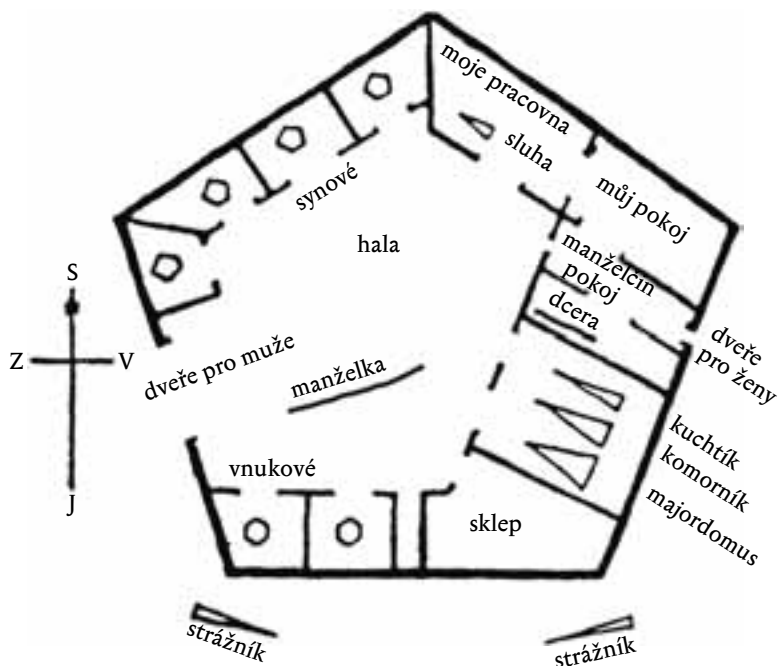 moje pracovna
sluha
můj pokoj
synové
hala
manželčin
pokoj
dcera
S
Z
V
J
dveře pro muže
manželka
dveře
pro ženy
kuchtík
komorník
majordomus
vnukové
sklep
strážník
strážník